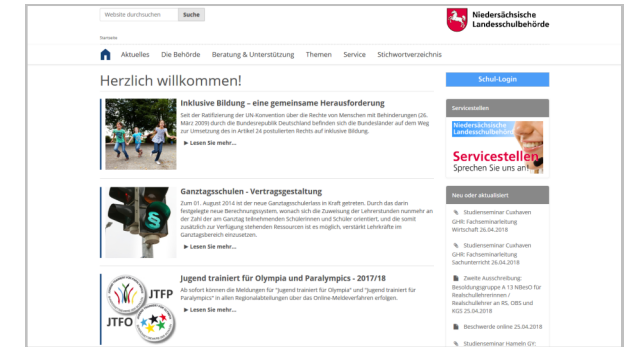 Website durchsuchen
Suche
Niedersächsische
Landesschulbehörde
Startseite
Aktuelles Die Behörde Beratung & Unterstützung Themen Service Stichwortverzeichnis
Herzlich willkommen!
Schul-Login
Inklusive Bildung – eine gemeinsame Herausforderung
Seit der Ratifizierung der UN-Konvention über die Rechte von Menschen mit Behinderungen (26.
März 2009) durch die Bundesrepublik Deutschland befinden sich die Bundesländer auf dem Weg
zur Umsetzung des in Artikel 24 postulierten Rechts auf inklusive Bildung.
► Lesen Sie mehr...
Servicestellen
Niedersächsische
Landesschulbehörde
Servicestellen
Sprechen Sie uns an!
Ganztagsschulen - Vertragsgestaltung
Zum 01. August 2014 ist der neue Ganztagsschulerlass in Kraft getreten. Durch das darin
festgelegte neue Berechnungssystem, wonach sich die Zuweisung der Lehrerstunden nunmehr an
der Zahl der am Ganztag teilnehmenden Schülerinnen und Schüler orientiert, und die somit
zusätzlich zur Verfügung stehenden Ressourcen ist es möglich, verstärkt Lehrkräfte im
Ganztagsbereich einzusetzen.
► Lesen Sie mehr...
§
Jugend trainiert für Olympia und Paralympics - 2017/18
Ab sofort können die Meldungen für "Jugend trainiert für Olympia" und "Jugend trainiert für
Paralympics" in allen Regionalabteilungen über das Online-Meldeverfahren erfolgen.
► Lesen Sie mehr...
JTFP
JTFO
Neu oder aktualisiert
Studienseminar Cuxhaven
GHR: Fachseminarleitung
Wirtschaft 26.04.2018
Studienseminar Cuxhaven
GHR: Fachseminarleitung
Sachunterricht 26.04.2018
Zweite Ausschreibung:
Besoldungsgruppe A 13 NBesO für
Realschullehrerinnen /
Realschullehrer an RS, OBS und
KGS 25.04.2018
Beschwerde online 25.04.2018
Studienseminar Hameln GY: